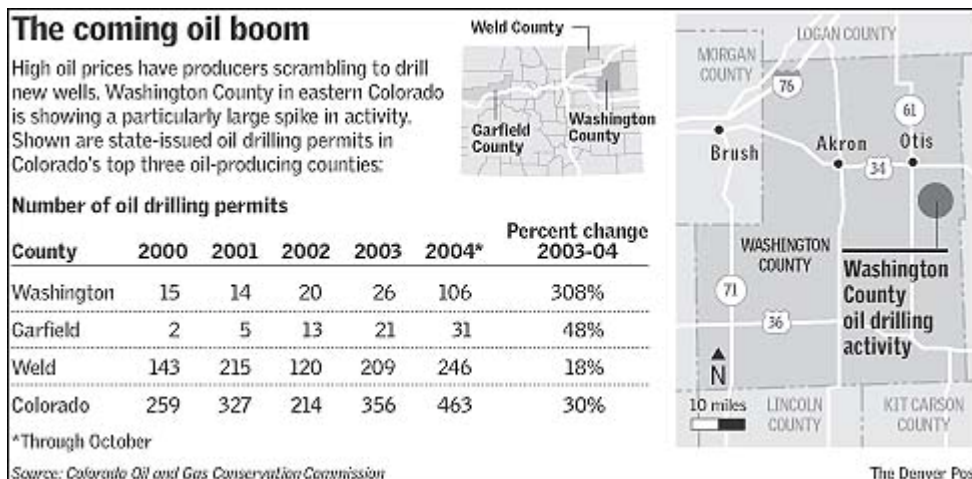 The coming oil boom
High oil prices have producers scrambling to drill
new wells. Washington County in eastern Colorado
is showing a particularly large spike in activity.
Shown are state-issued oil drilling permits in
Colorado's top three oil-producing counties:
Weld County
Garfield
County
Washington
County
Number of oil drilling permits
County 2000 2001 2002 2003 2004* Percent change
2003-04
Washington 15 14 20 26 106 308%
Garfield 2 5 13 21 31 48%
Weld 143 215 120 209 246 18%
Colorado 259 327 214 356 463 30%
*Through October
Source: Colorado Oil and Gas Conservation Commission
LOGAN COUNTY
MORGAN
COUNTY
76
61
Brush
Akron
Otis
34
WASHINGTON
COUNTY
71
36
Washington
County
oil drilling
activity
N
10 miles
LINCOLN
COUNTY
KIT CARSON
COUNTY
The Denver Pos